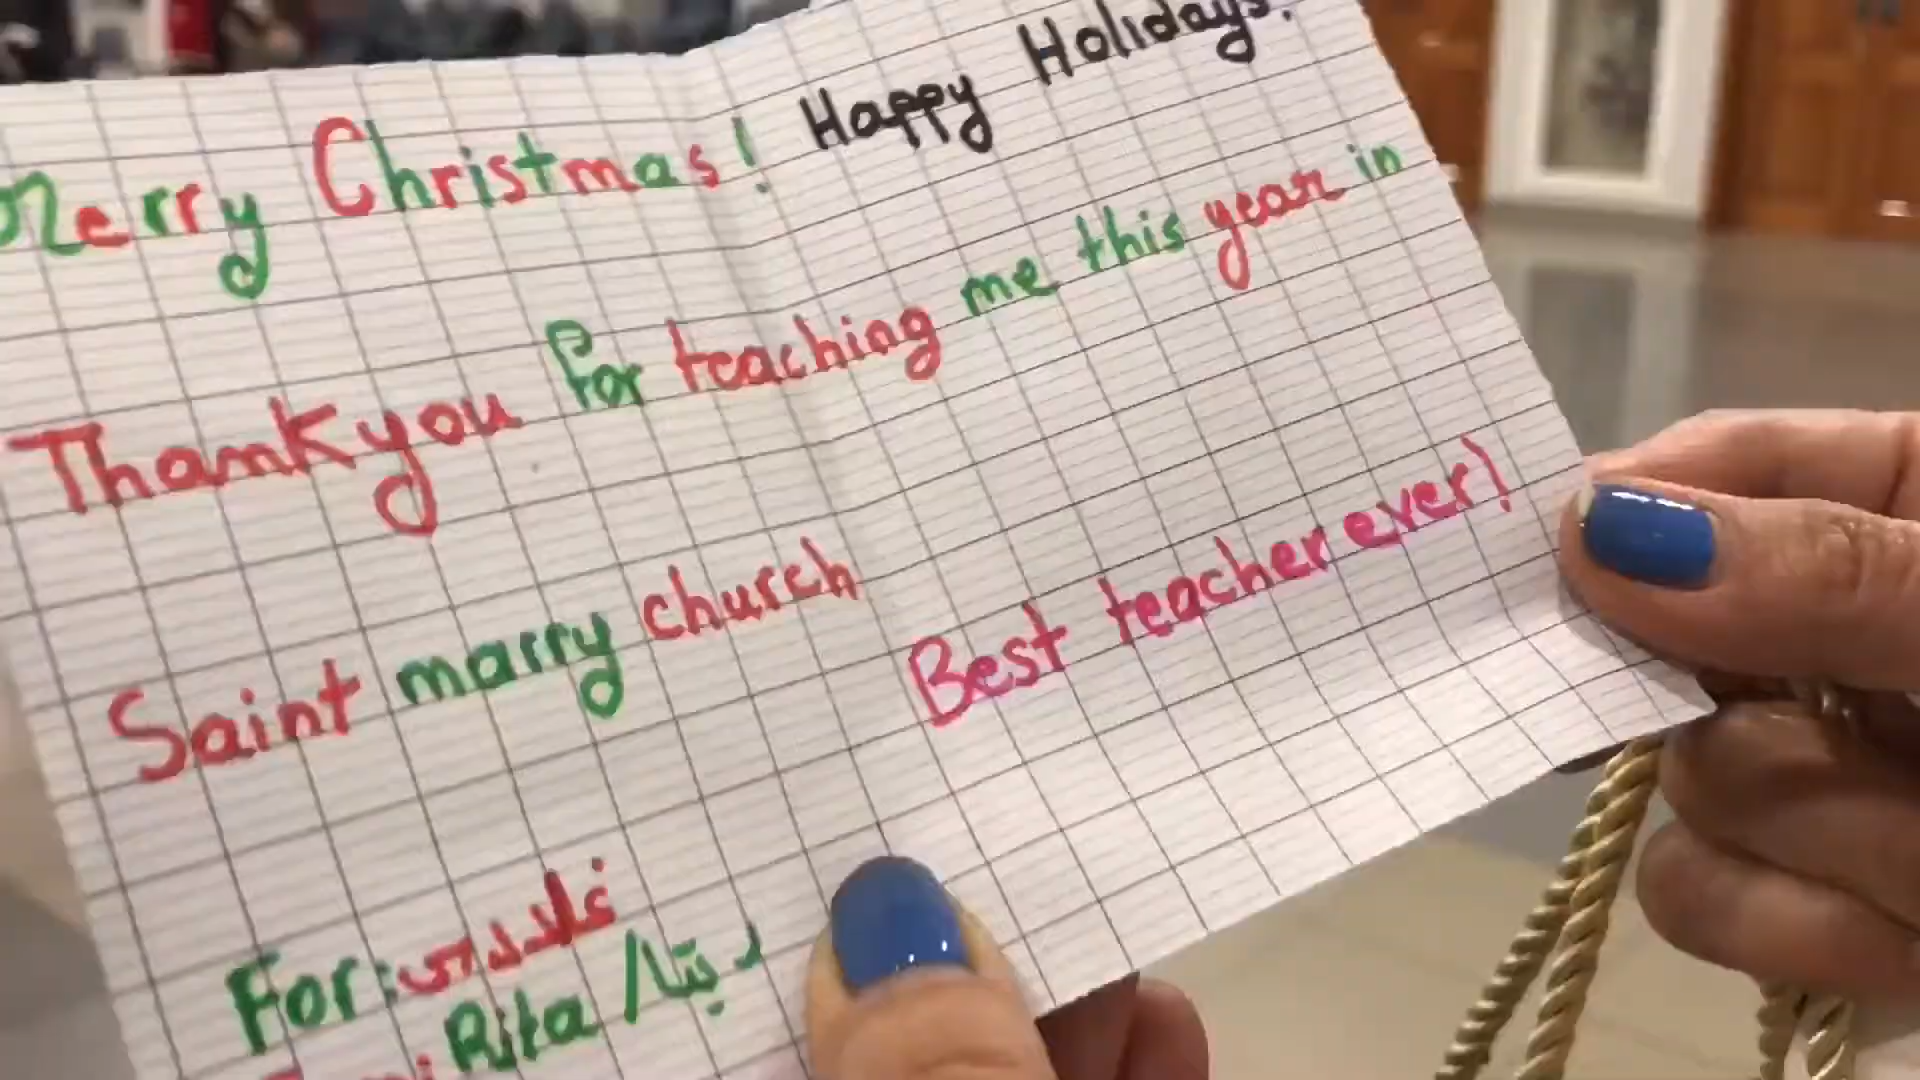 Merry Christmas! Happy Holidays!
Thank you for teaching me this year in
Saint marry church
Best teacher ever!
For:
Rita / ريتا